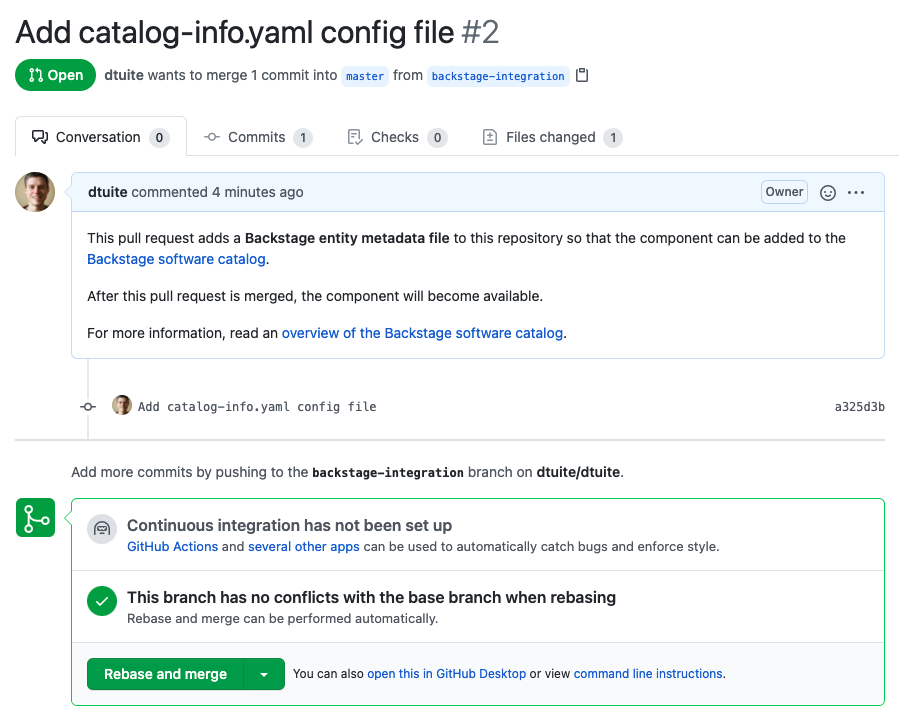 Add catalog-info.yaml config file #2
Open dtuite wants to merge 1 commit into master from backstage-integration
Conversation 0 Commits 1 Checks 0 Files changed 1
dtuite commented 4 minutes ago Owner
This pull request adds a Backstage entity metadata file to this repository so that the component can be added to the
Backstage software catalog.
After this pull request is merged, the component will become available.
For more information, read an overview of the Backstage software catalog.
Add catalog-info.yaml config file a325d3b
Add more commits by pushing to the backstage-integration branch on dtuite/dtuite.
Continuous integration has not been set up
GitHub Actions and several other apps can be used to automatically catch bugs and enforce style.
This branch has no conflicts with the base branch when rebasing
Rebase and merge can be performed automatically.
Rebase and merge You can also open this in GitHub Desktop or view command line instructions.